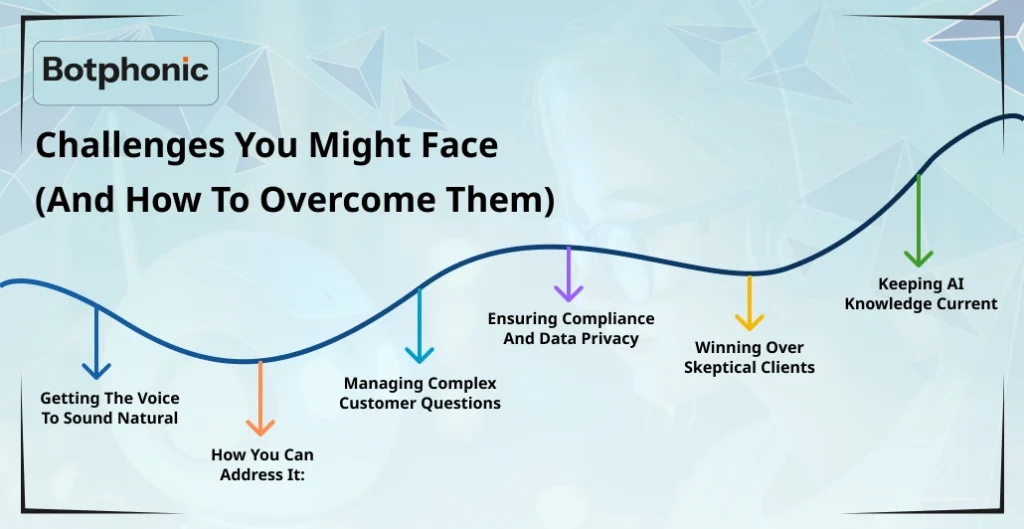 Botphonic
Challenges You Might Face
(And How To Overcome Them)
Getting The Voice
To Sound Natural
How You Can
Address It:
Managing Complex
Customer Questions
Ensuring Compliance
And Data Privacy
Winning Over
Skeptical Clients
Keeping AI
Knowledge Current